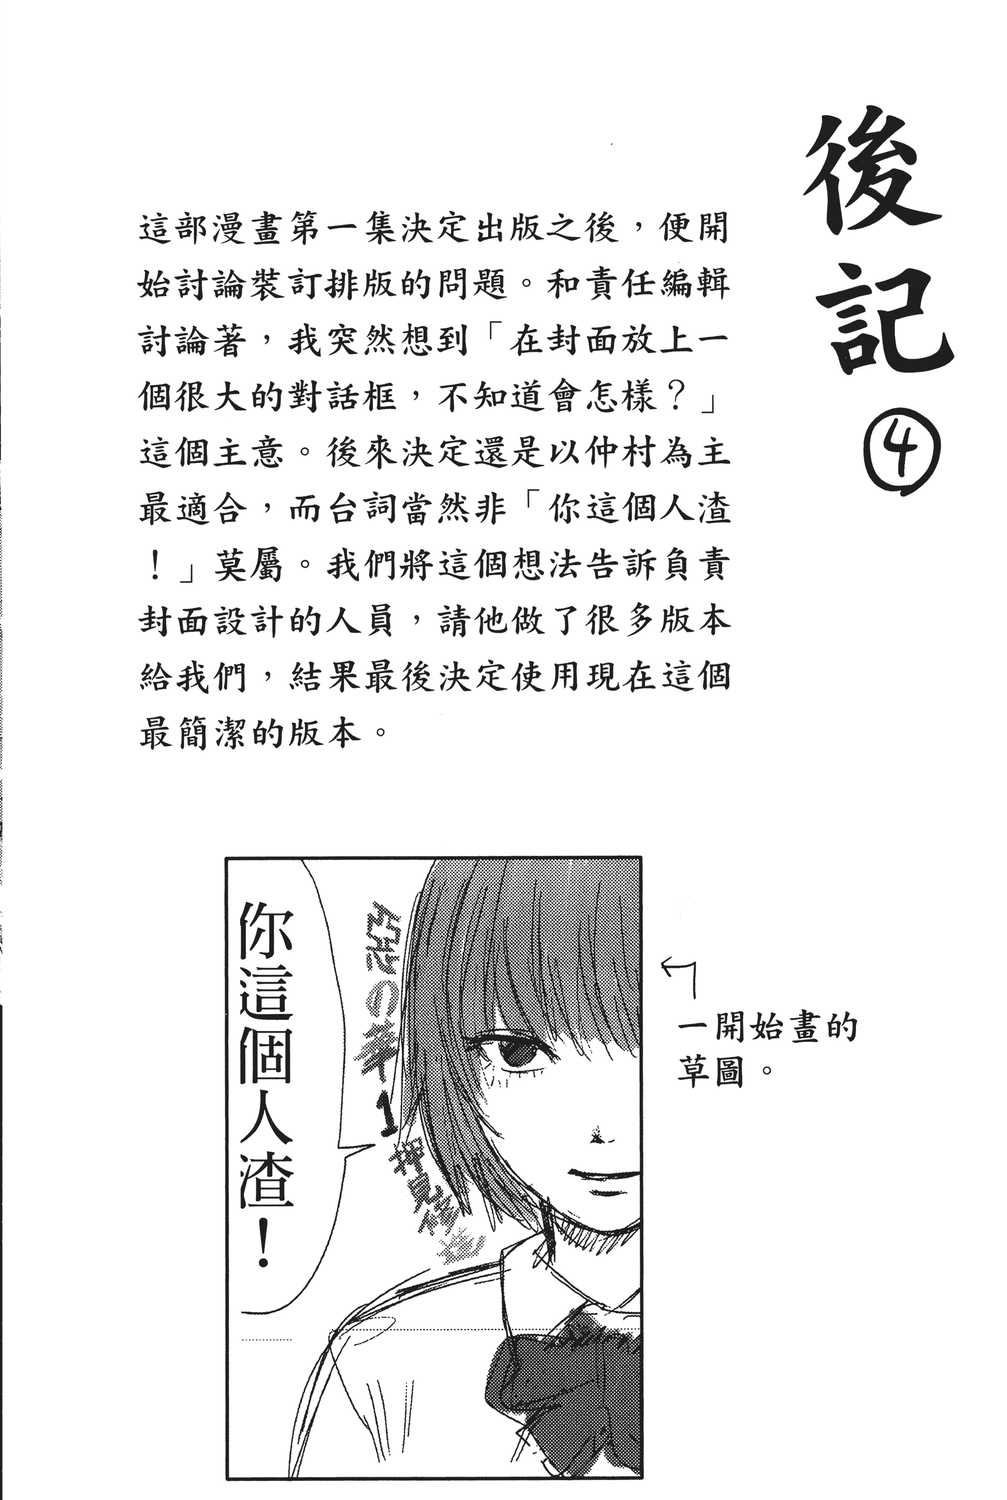 後記
④
這部漫畫第一集決定出版之後，便開
始討論裝訂排版的問題。和責任編輯
討論著，我突然想到「在封面放上一
個很大的對話框，不知道會怎樣？」
這個主意。後來決定還是以仲村為主
最適合，而台詞當然非「你這個人渣
！」莫屬。我們將這個想法告訴負責
封面設計的人員，請他做了很多版本
給我們，結果最後決定使用現在這個
最簡潔的版本。
你這個人渣！
惡の華
1
押見修造
一開始畫的
草圖。